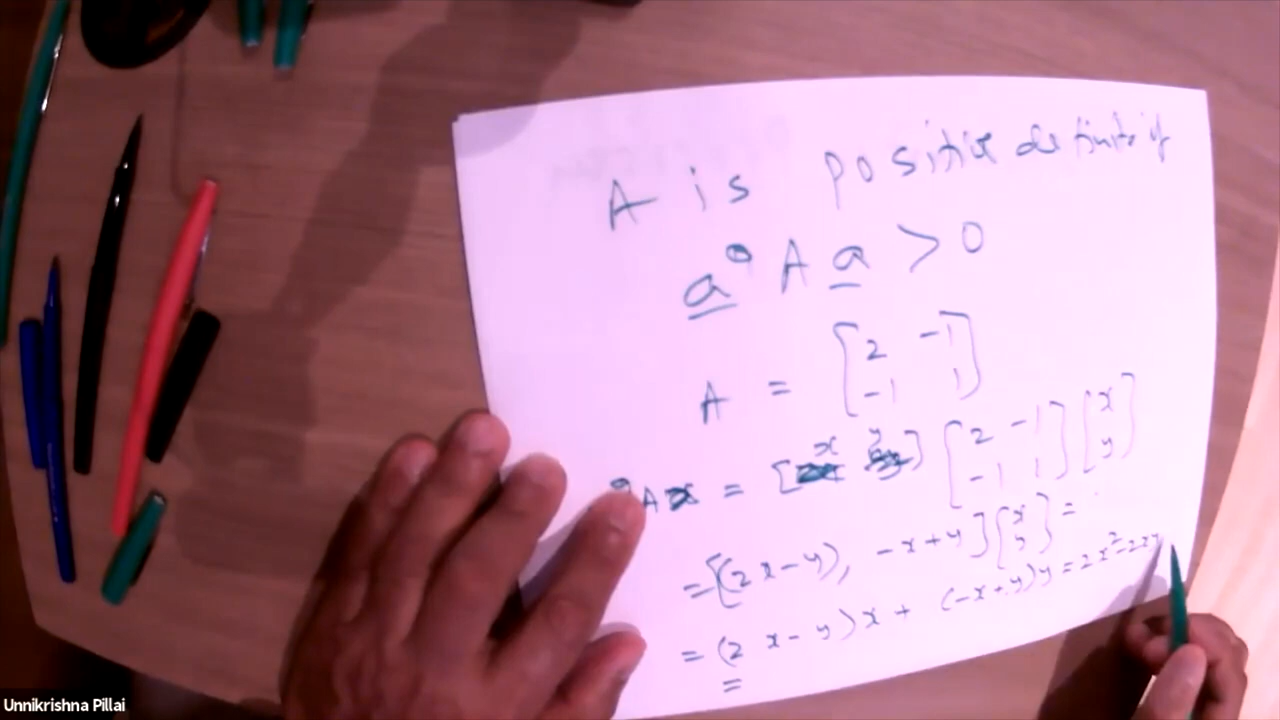 A is positive definite if
a° A a > 0
A = [2 -1
-1 1]
° A x = [x y] [2 -1
-1 1] [x
y]
= [(2x-y), -x+y] [x
y] =
= (2x-y)x + (-x+y)y = 2x²-2xy
=
Unnikrishna Pillai